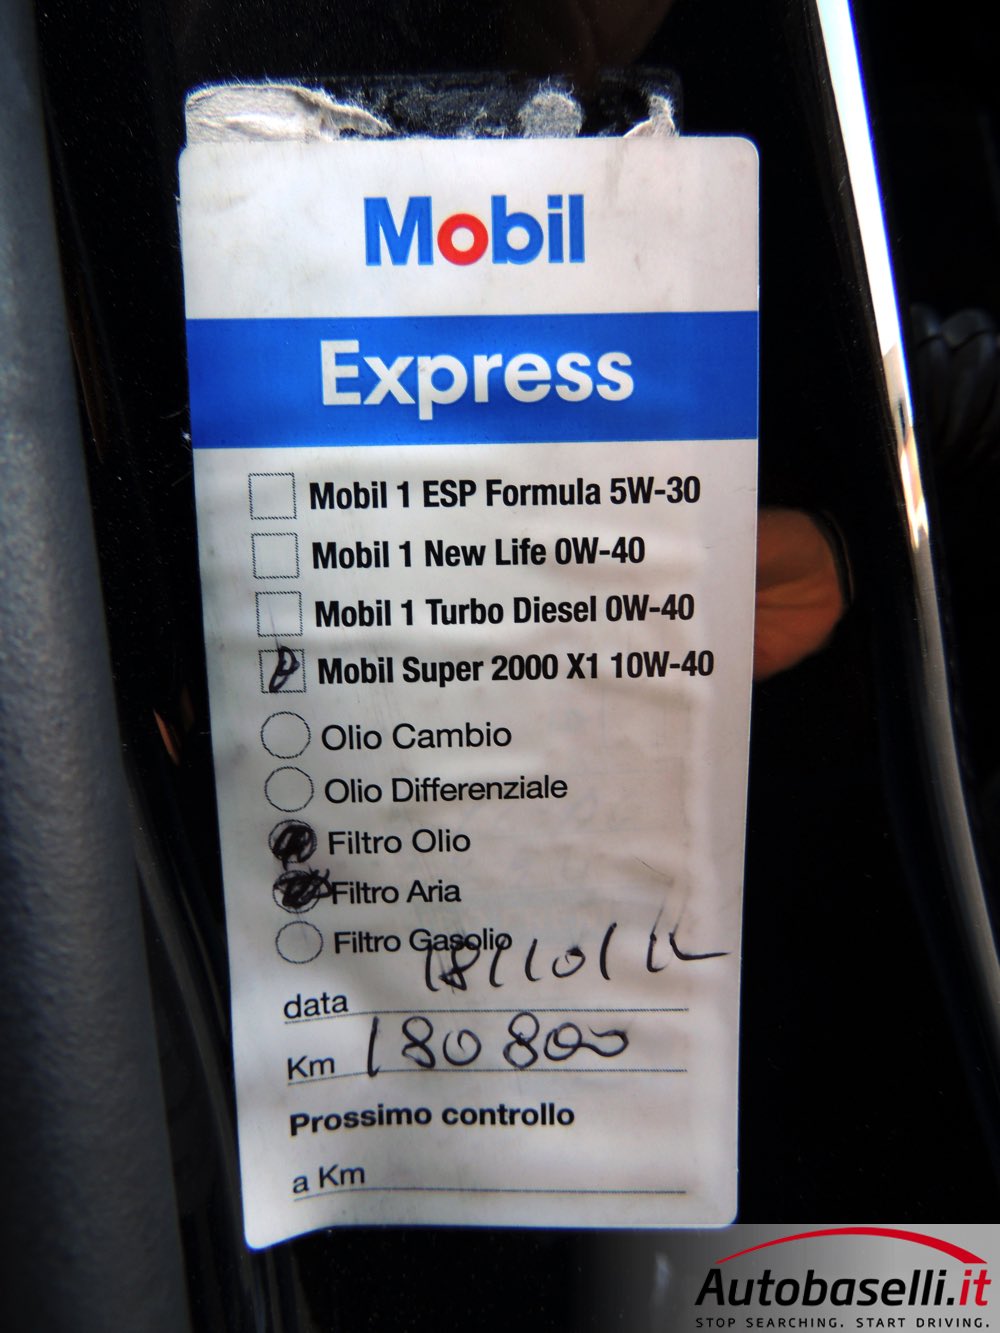 Mobil
Express
Mobil 1 ESP Formula 5W-30
Mobil 1 New Life 0W-40
Mobil 1 Turbo Diesel 0W-40
Mobil Super 2000 X1 10W-40
Olio Cambio
Olio Differenziale
Filtro Olio
Filtro Aria
Filtro Gasolio
data
Km 180800
Prossimo controllo
a Km
Autobaselli.it
STOP SEARCHING. START DRIVING.